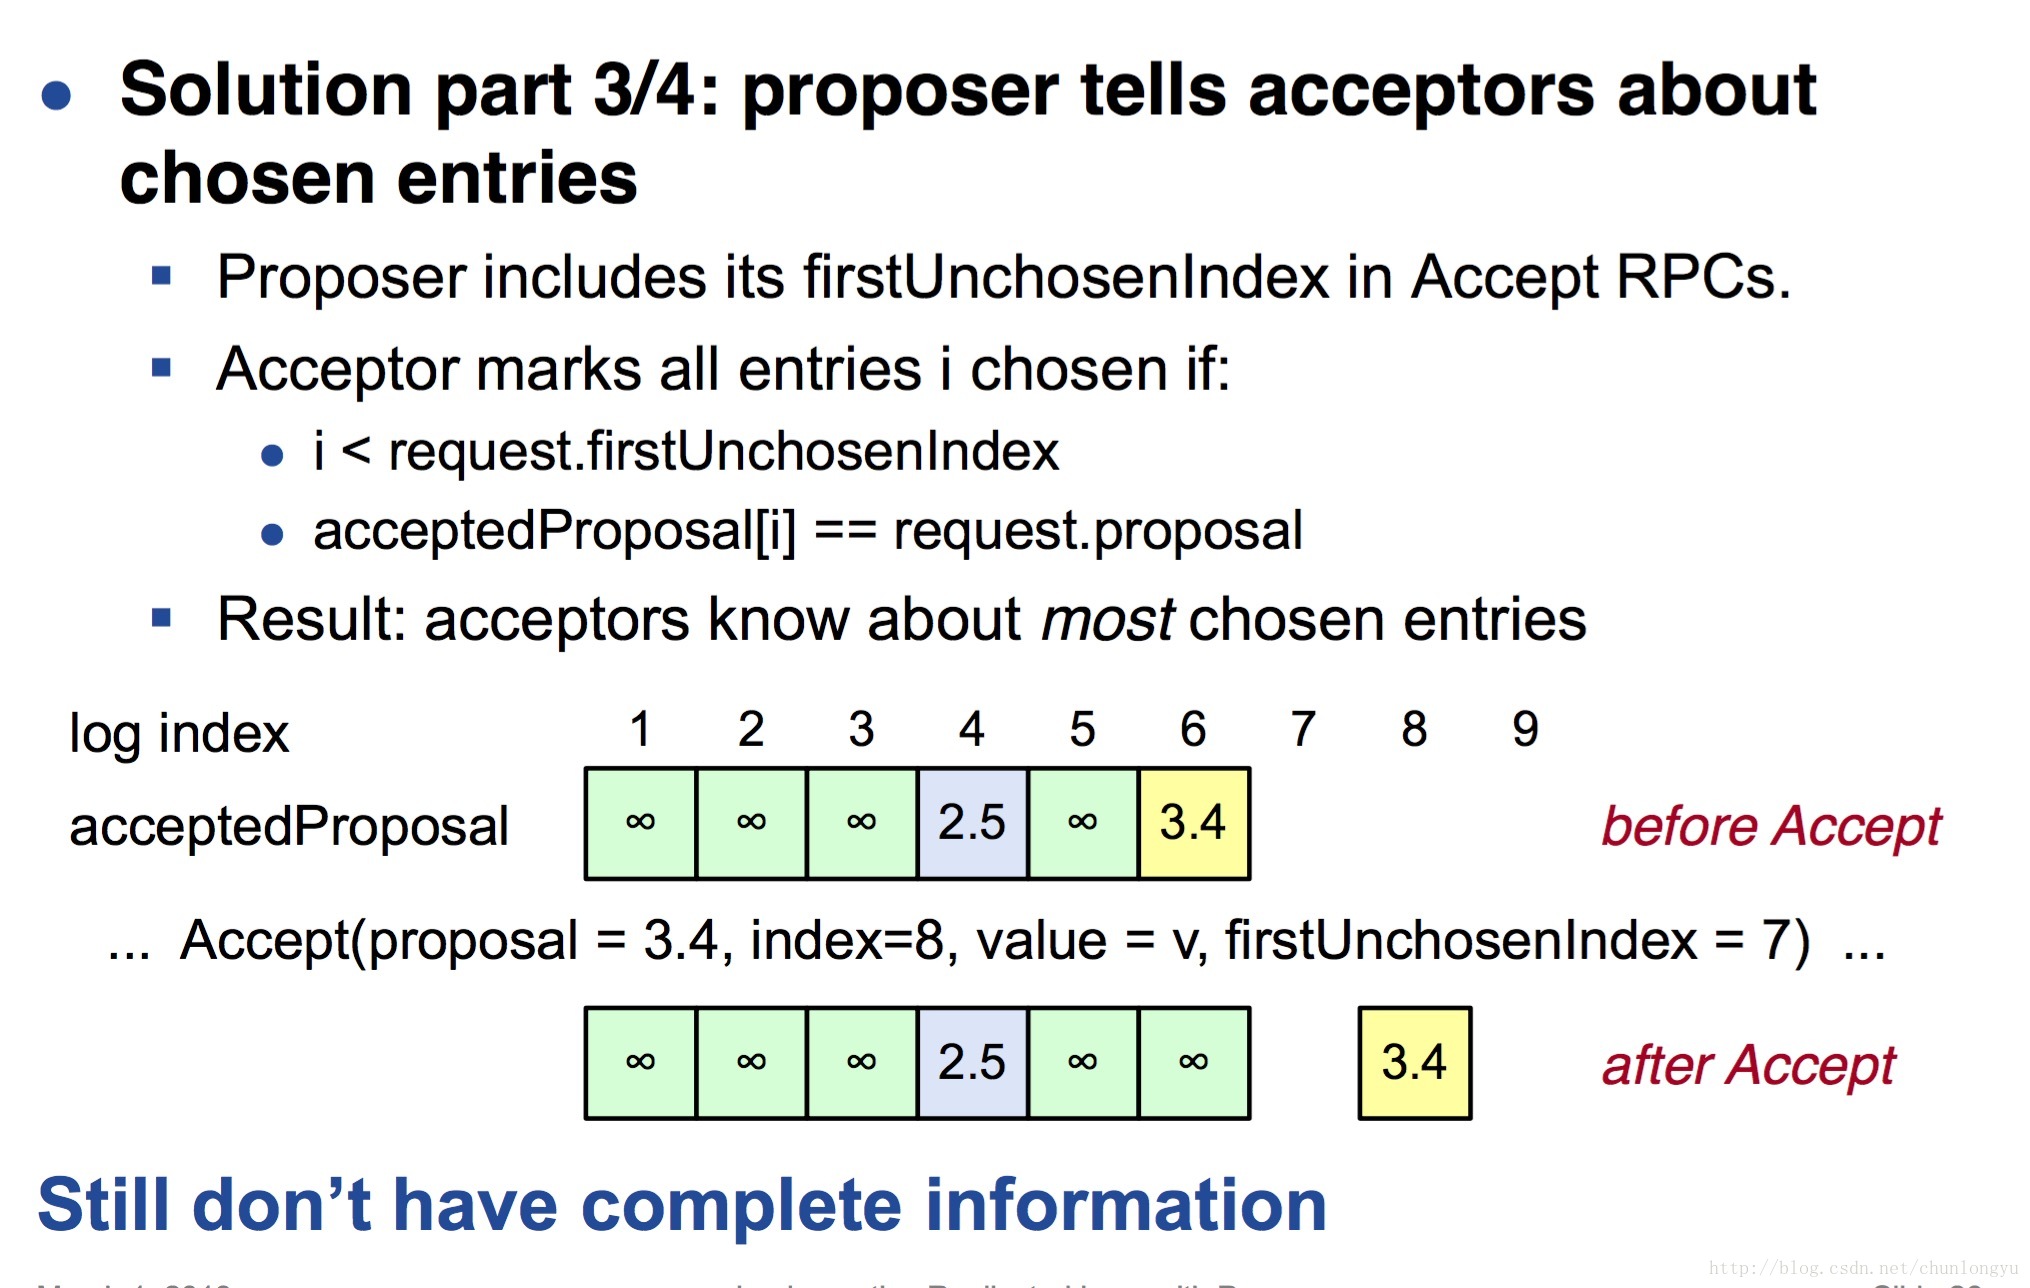 Solution part 3/4: proposer tells acceptors about
chosen entries
Proposer includes its firstUnchosenIndex in Accept RPCs.
Acceptor marks all entries i chosen if:
i < request.firstUnchosenIndex
acceptedProposal[i] == request.proposal
Result: acceptors know about most chosen entries
log index 1 2 3 4 5 6 7 8 9
acceptedProposal ∞ ∞ ∞ 2.5 ∞ 3.4 before Accept
... Accept(proposal = 3.4, index=8, value = v, firstUnchosenIndex = 7) ...
∞ ∞ ∞ 2.5 ∞ ∞ 3.4 after Accept
Still don’t have complete information
http://blog.csdn.net/chunlongyu